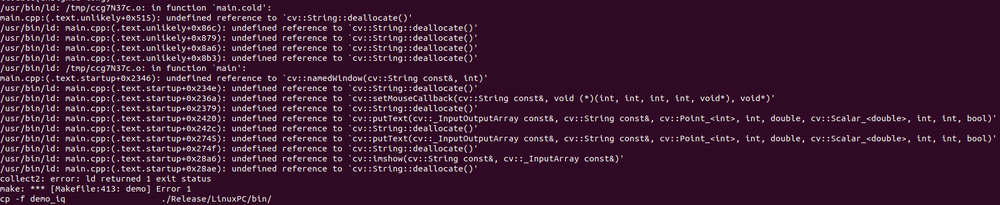 /usr/bin/ld: /tmp/ccg7N37c.o: in function `main.cold':
main.cpp:(.text.unlikely+0x515): undefined reference to `cv::String::deallocate()'
/usr/bin/ld: main.cpp:(.text.unlikely+0x86c): undefined reference to `cv::String::deallocate()'
/usr/bin/ld: main.cpp:(.text.unlikely+0x879): undefined reference to `cv::String::deallocate()'
/usr/bin/ld: main.cpp:(.text.unlikely+0x8a6): undefined reference to `cv::String::deallocate()'
/usr/bin/ld: main.cpp:(.text.unlikely+0x8b3): undefined reference to `cv::String::deallocate()'
/usr/bin/ld: /tmp/ccg7N37c.o: in function `main':
main.cpp:(.text.startup+0x2346): undefined reference to `cv::namedWindow(cv::String const&, int)'
/usr/bin/ld: main.cpp:(.text.startup+0x234e): undefined reference to `cv::String::deallocate()'
/usr/bin/ld: main.cpp:(.text.startup+0x236a): undefined reference to `cv::setMouseCallback(cv::String const&, void (*)(int, int, int, int, void*), void*)'
/usr/bin/ld: main.cpp:(.text.startup+0x2379): undefined reference to `cv::String::deallocate()'
/usr/bin/ld: main.cpp:(.text.startup+0x2420): undefined reference to `cv::putText(cv::_InputOutputArray const&, cv::String const&, cv::Point_<int>, int, double, cv::Scalar_<double>, int, int, bool)'
/usr/bin/ld: main.cpp:(.text.startup+0x242c): undefined reference to `cv::String::deallocate()'
/usr/bin/ld: main.cpp:(.text.startup+0x2745): undefined reference to `cv::putText(cv::_InputOutputArray const&, cv::String const&, cv::Point_<int>, int, double, cv::Scalar_<double>, int, int, bool)'
/usr/bin/ld: main.cpp:(.text.startup+0x274f): undefined reference to `cv::String::deallocate()'
/usr/bin/ld: main.cpp:(.text.startup+0x28a6): undefined reference to `cv::imshow(cv::String const&, cv::_InputArray const&)'
/usr/bin/ld: main.cpp:(.text.startup+0x28ae): undefined reference to `cv::String::deallocate()'
collect2: error: ld returned 1 exit status
make: *** [Makefile:413: demo] Error 1
cp -f demo_iq                   ./Release/LinuxPC/bin/